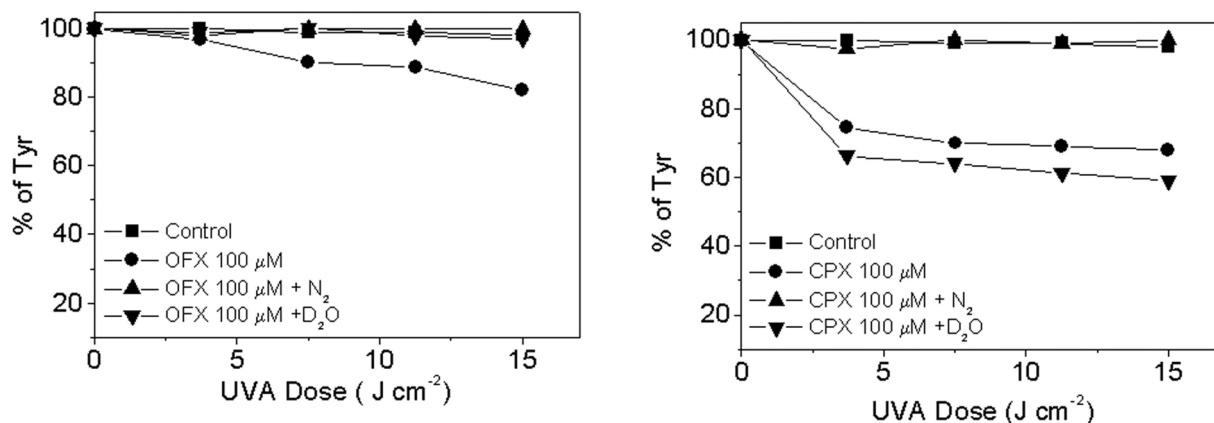 % of Tyr
100
80
60
40
20
Control
OFX 100 μM
OFX 100 μM + N₂
OFX 100 μM +D₂O
0 5 10 15
UVA Dose ( J cm⁻²)
% of Tyr
100
80
60
40
20
Control
CPX 100 μM
CPX 100 μM + N₂
CPX 100 μM +D₂O
0 5 10 15
UVA Dose (J cm⁻²)